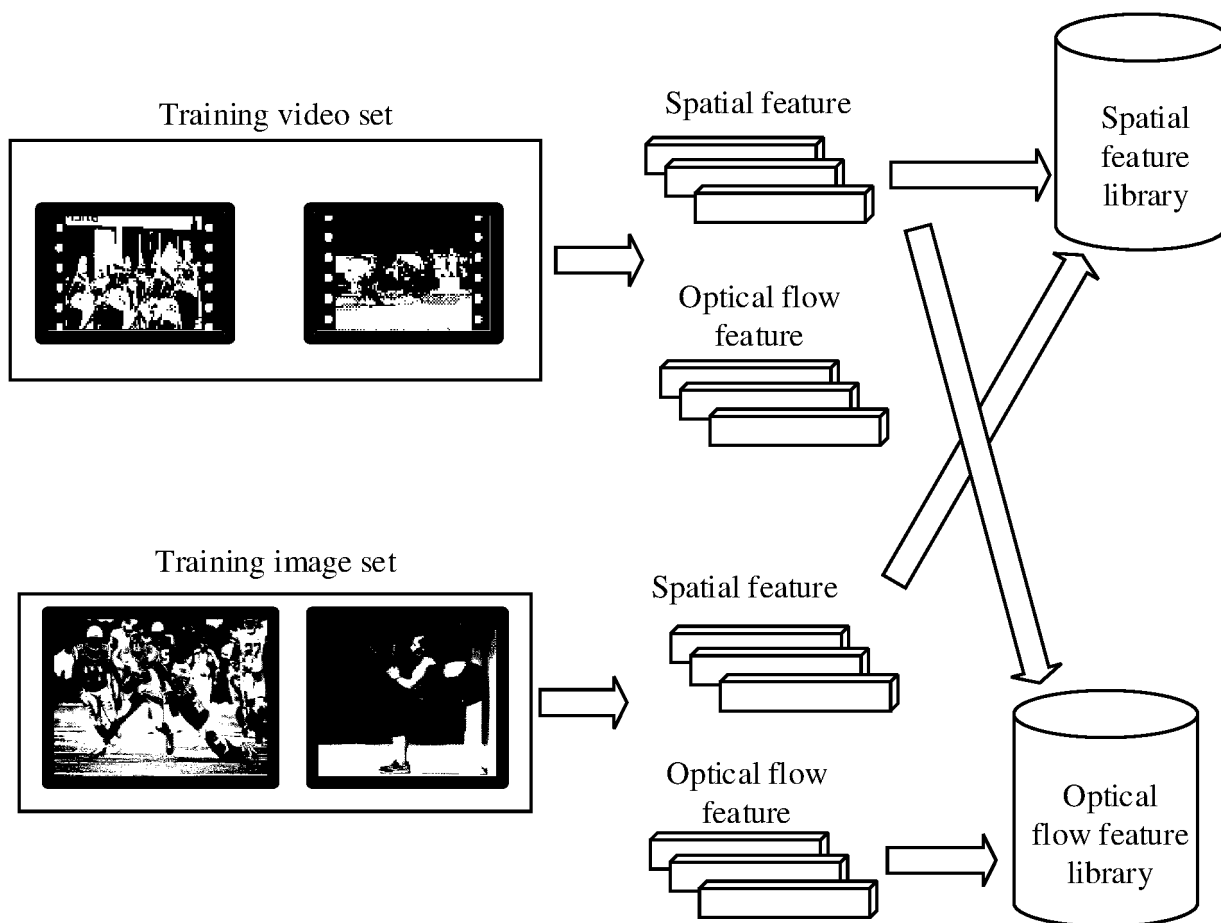 Training video set
Spatial feature
Optical flow
feature
Spatial
feature
library
Training image set
Spatial feature
Optical flow
feature
Optical
flow feature
library